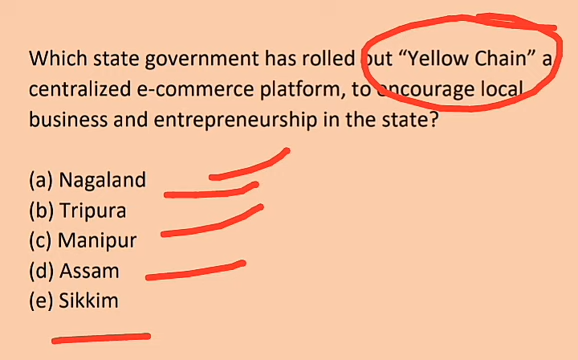 Which state government has rolled out “Yellow Chain” a
centralized e-commerce platform, to encourage local
business and entrepreneurship in the state?
(a) Nagaland
(b) Tripura
(c) Manipur
(d) Assam
(e) Sikkim